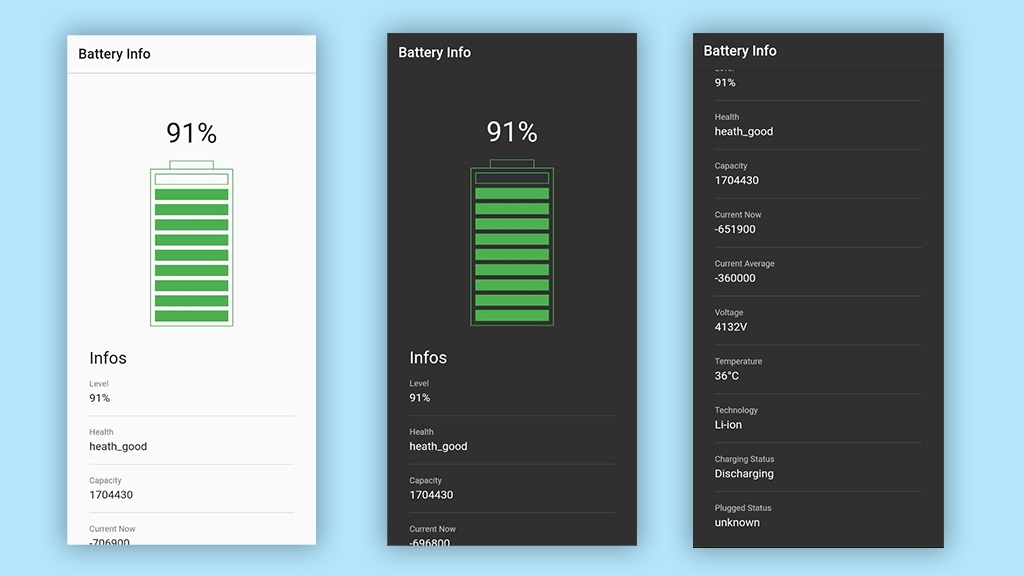 Battery Info
91%
Infos
Level
91%
Health
heath_good
Capacity
1704430
Current Now
-706900
Battery Info
91%
Infos
Level
91%
Health
heath_good
Capacity
1704430
Current Now
-696800
Battery Info
Level
91%
Health
heath_good
Capacity
1704430
Current Now
-651900
Current Average
-360000
Voltage
4132V
Temperature
36°C
Technology
Li-ion
Charging Status
Discharging
Plugged Status
unknown